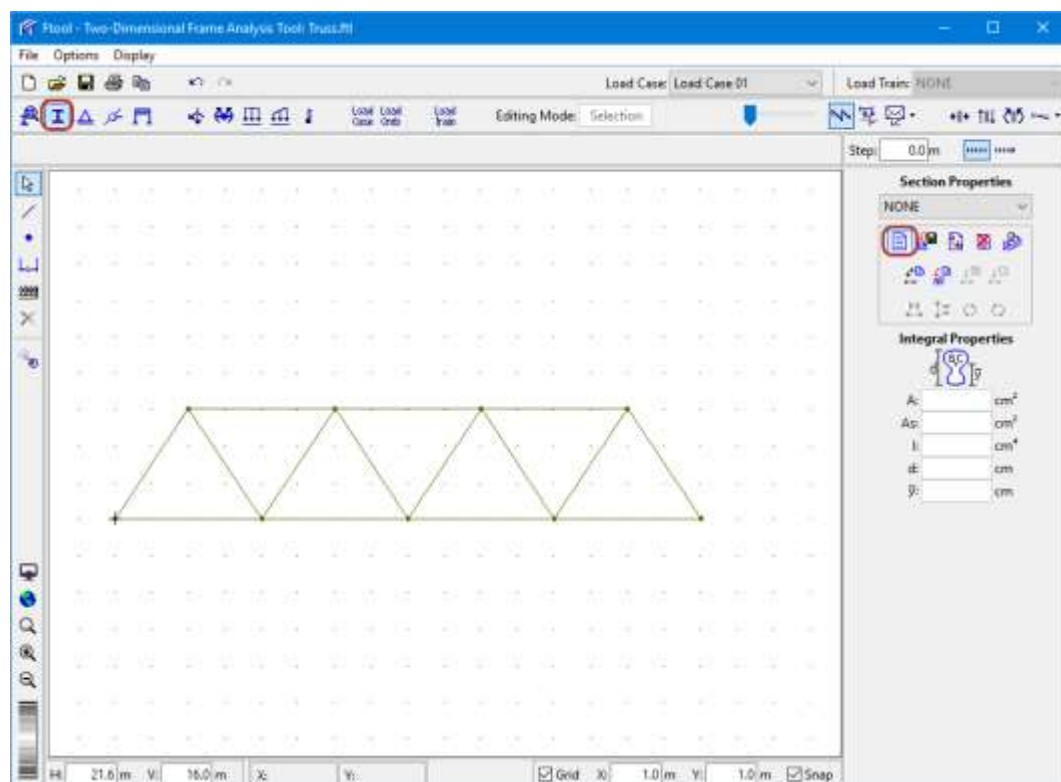 Ftool - Two-Dimensional Frame Analysis Tool: Truss.ftl
File Options Display
Load Case: Load Case 01 Load Train: NONE
Load Case Load Comb Load Train Editing Mode: Selection
Step: 0.0 m
Section Properties
NONE
Integral Properties
d ȳ
A: cm²
As: cm²
I: cm⁴
d: cm
ȳ: cm
H: 21.6 m V: 16.0 m X: Y: Grid X: 1.0 m Y: 1.0 m Snap